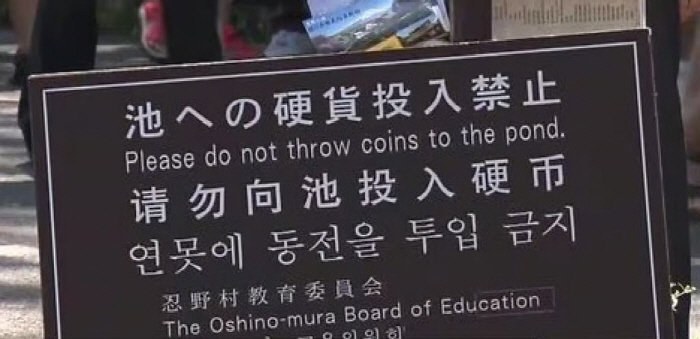 池への硬貨投入禁止
Please do not throw coins to the pond.
请勿向池投入硬币
연못에 동전을 투입 금지
忍野村教育委員会
The Oshino-mura Board of Education